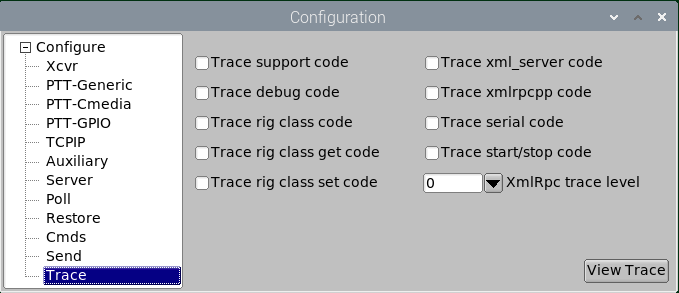 Configuration
Configure
Xcvr
PTT-Generic
PTT-Cmedia
PTT-GPIO
TCPIP
Auxiliary
Server
Poll
Restore
Cmds
Send
Trace
Trace support code
Trace debug code
Trace rig class code
Trace rig class get code
Trace rig class set code
Trace xml_server code
Trace xmlrpcpp code
Trace serial code
Trace start/stop code
0 XmlRpc trace level
View Trace